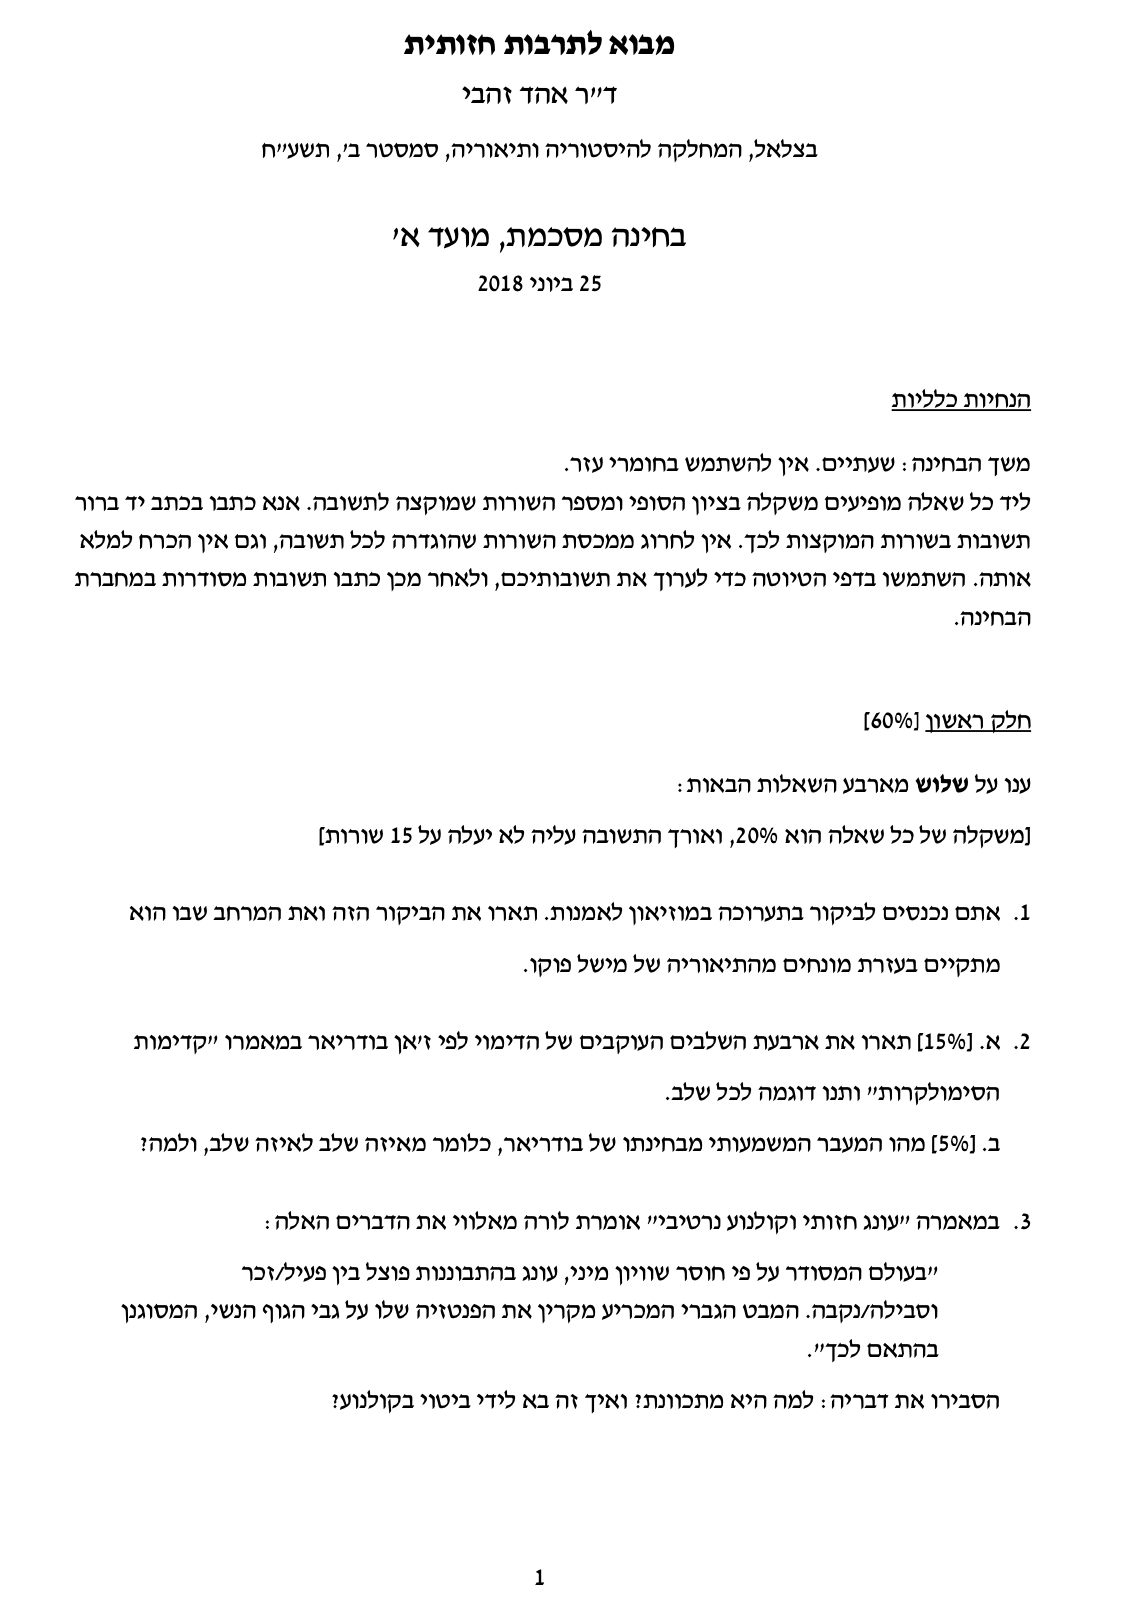 מבוא לתרבות חזותית
ד״ר אהד זהבי
בצלאל, המחלקה להיסטוריה ותיאוריה, סמסטר ב׳, תשע״ח
בחינה מסכמת, מועד א׳
25 ביוני 2018
הנחיות כלליות
משך הבחינה: שעתיים. אין להשתמש בחומרי עזר.
ליד כל שאלה מופיעים משקלה בציון הסופי ומספר השורות שמוקצה לתשובה. אנא כתבו בכתב יד ברור
תשובות בשורות המוקצות לכך. אין לחרוג ממכסת השורות שהוגדרה לכל תשובה, וגם אין הכרח למלא
אותה. השתמשו בדפי הטיוטה כדי לערוך את תשובותיכם, ולאחר מכן כתבו תשובות מסודרות במחברת
הבחינה.
חלק ראשון [60%]
ענו על שלוש מארבע השאלות הבאות:
[משקלה של כל שאלה הוא 20%, ואורך התשובה עליה לא יעלה על 15 שורות]
1. אתם נכנסים לביקור בתערוכה במוזיאון לאמנות. תארו את הביקור הזה ואת המרחב שבו הוא
מתקיים בעזרת מונחים מהתיאוריה של מישל פוקו.
2. א. [15%] תארו את ארבעת השלבים העוקבים של הדימוי לפי ז׳אן בודריאר במאמרו ״קדימות
הסימולקרות״ ותנו דוגמה לכל שלב.
ב. [5%] מהו המעבר המשמעותי מבחינתו של בודריאר, כלומר מאיזה שלב לאיזה שלב, ולמה?
3. במאמרה ״עונג חזותי וקולנוע נרטיבי״ אומרת לורה מאלווי את הדברים האלה:
״בעולם המסודר על פי חוסר שוויון מיני, עונג בהתבוננות פוצל בין פעיל/זכר
וסבילה/נקבה. המבט הגברי המכריע מקרין את הפנטזיה שלו על גבי הגוף הנשי, המסוגנן
בהתאם לכך״.
הסבירו את דבריה: למה היא מתכוונת? ואיך זה בא לידי ביטוי בקולנוע?
1